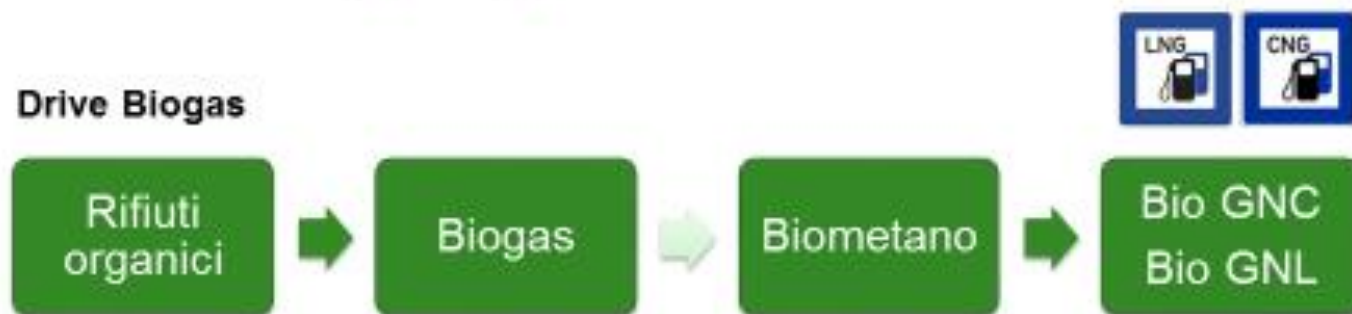 LNG CNG
Drive Biogas
Rifiuti
organici
Biogas
Biometano
Bio GNC
Bio GNL